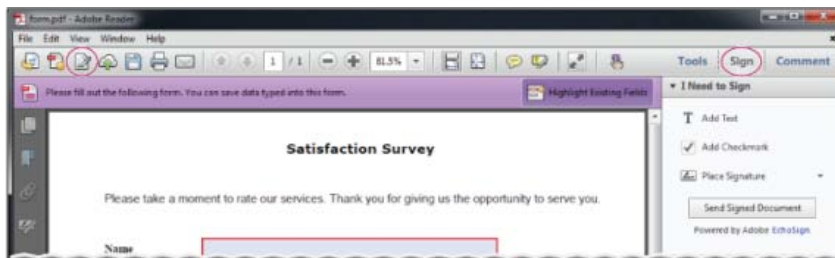 form.pdf - Adobe Reader
File Edit View Window Help
1 / 1 81.5% Tools Sign Comment
Please fill out the following form. You can save data typed into this form. Highlight Existing Fields
I Need to Sign
Add Text
Add Checkmark
Place Signature
Send Signed Document
Powered by Adobe EchoSign
Satisfaction Survey
Please take a moment to rate our services. Thank you for giving us the opportunity to serve you.
Name